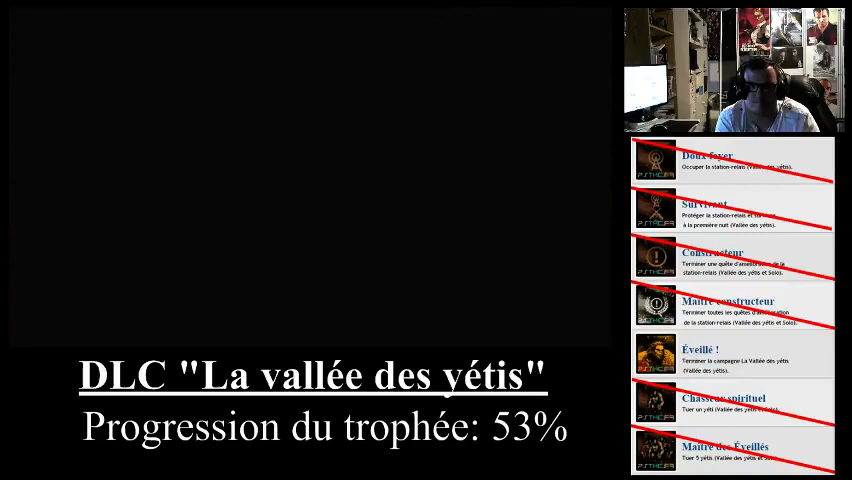 Doux foyer
Occuper la station-relais (Vallée des yétis).
Survivant
Protéger la station-relais et
à la première nuit (Vallée des yétis).
Constructeur
Terminer une quête d'amélioration de la
station-relais (Vallée des yétis et Solo).
Maître constructeur
Terminer toutes les quêtes d'amélioration
de la station-relais (Vallée des yétis et Solo).
Éveillé !
Terminer la campagne La Vallée des yétis
(Vallée des yétis).
Chasseur spirituel
Tuer un yéti (Vallée des yétis et Solo).
Maître des Éveillés
Tuer 5 yétis (Vallée des yétis et Solo).
DLC "La vallée des yétis"
Progression du trophée: 53%